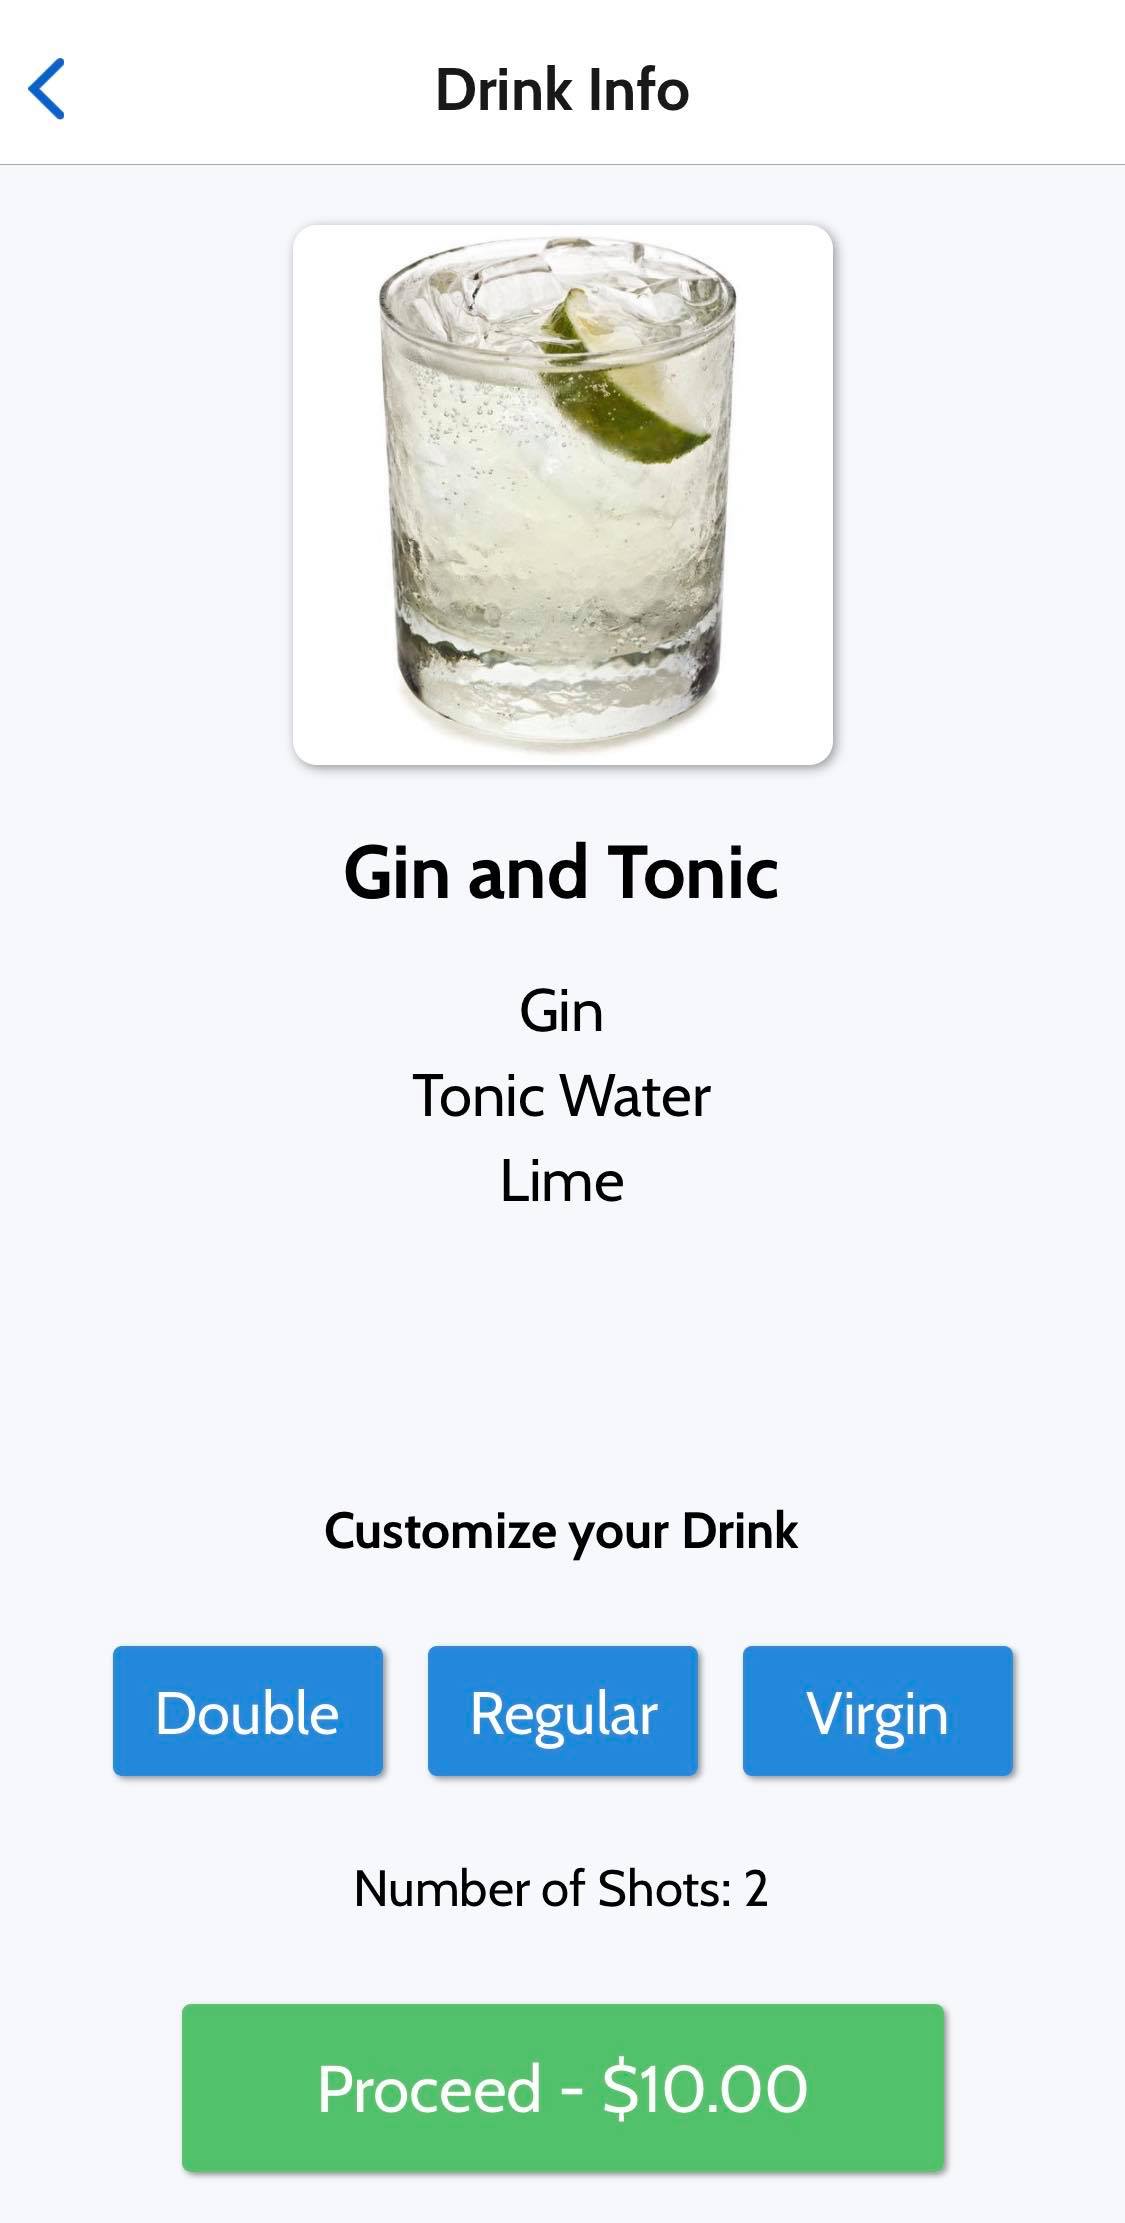 Drink Info
Gin and Tonic
Gin
Tonic Water
Lime
Customize your Drink
Double Regular Virgin
Number of Shots: 2
Proceed - $10.00